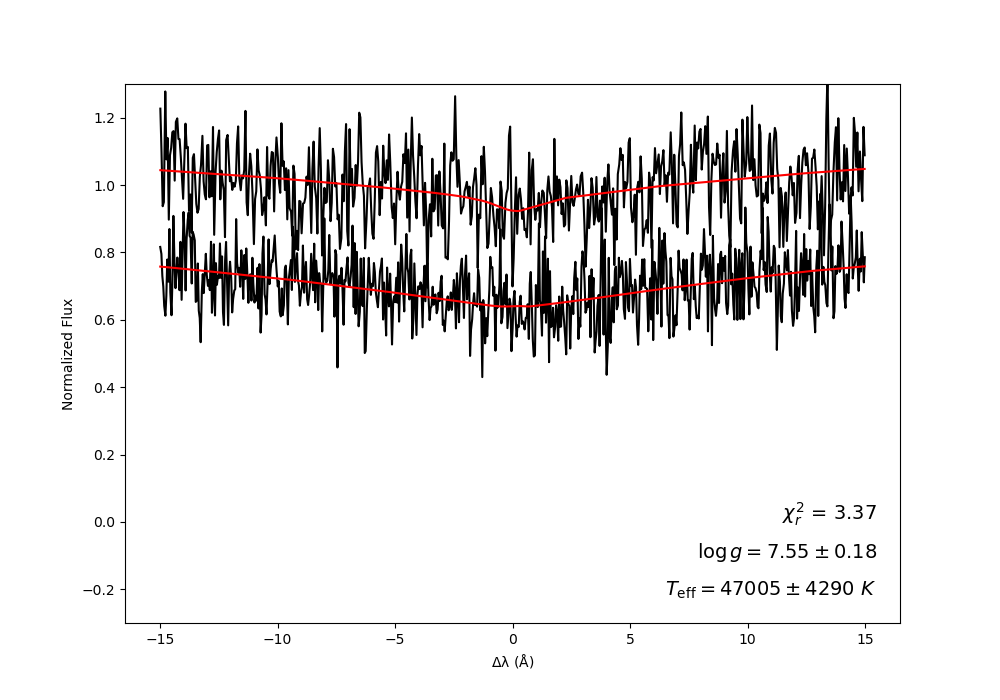 1.2
1.0
0.8
0.6
0.4
0.2
0.0
−0.2
Normalized Flux
χ²ᵣ = 3.37
log g = 7.55 ± 0.18
T_eff = 47005 ± 4290 K
−15 −10 −5 0 5 10 15
Δλ (Å)